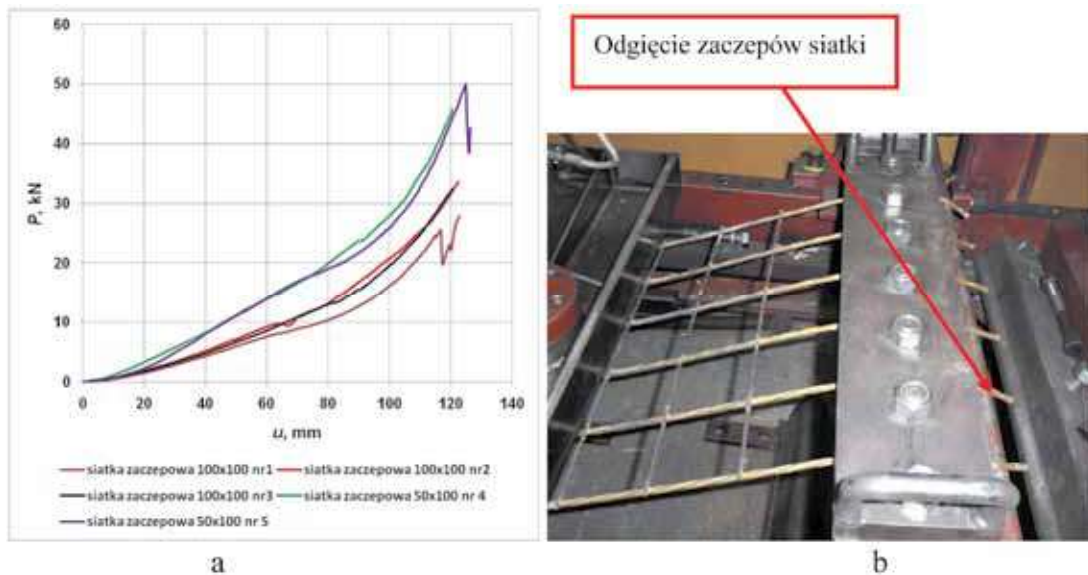 60
50
40
30
20
10
0
P, kN
0 20 40 60 80 100 120 140
u, mm
siatka zaczepowa 100x100 nr1
siatka zaczepowa 100x100 nr2
siatka zaczepowa 100x100 nr3
siatka zaczepowa 50x100 nr 4
siatka zaczepowa 50x100 nr 5
a
Odgięcie zaczepów siatki
b